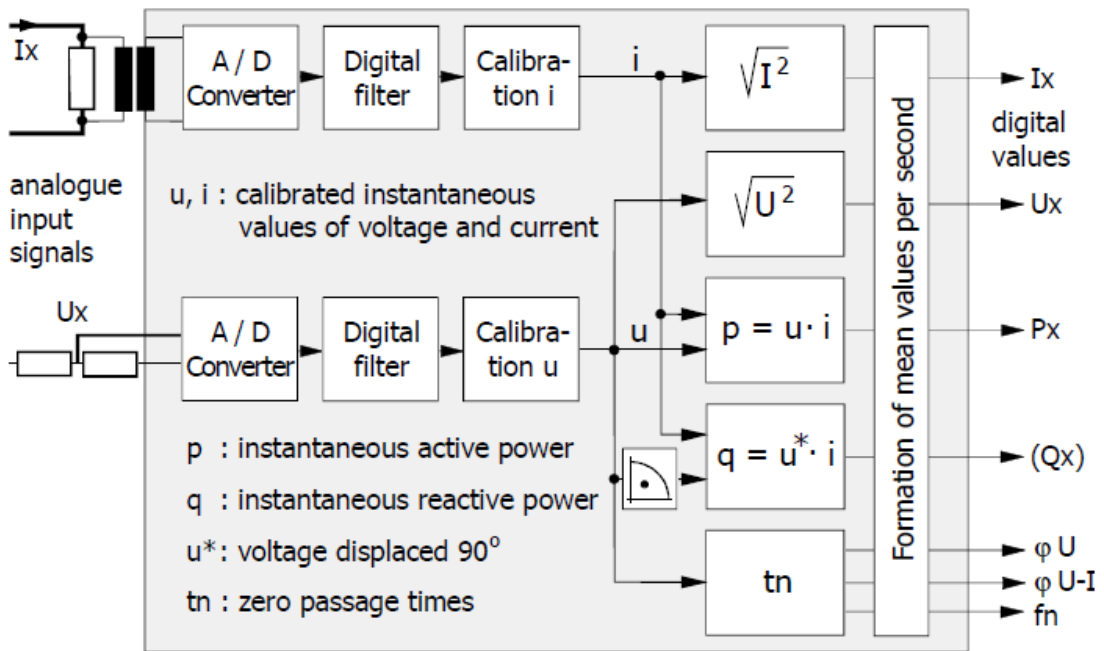 Ix
A / D
Converter
Digital
filter
Calibra-
tion i
i
√I²
Ix
digital
values
analogue
input
signals
u, i : calibrated instantaneous
values of voltage and current
√U²
Ux
Formation of mean values per second
Ux
A / D
Converter
Digital
filter
Calibra-
tion u
u
p = u· i
Px
p : instantaneous active power
q : instantaneous reactive power
u* : voltage displaced 90°
tn : zero passage times
q = u*· i
(Qx)
tn
φ U
φ U-I
fn